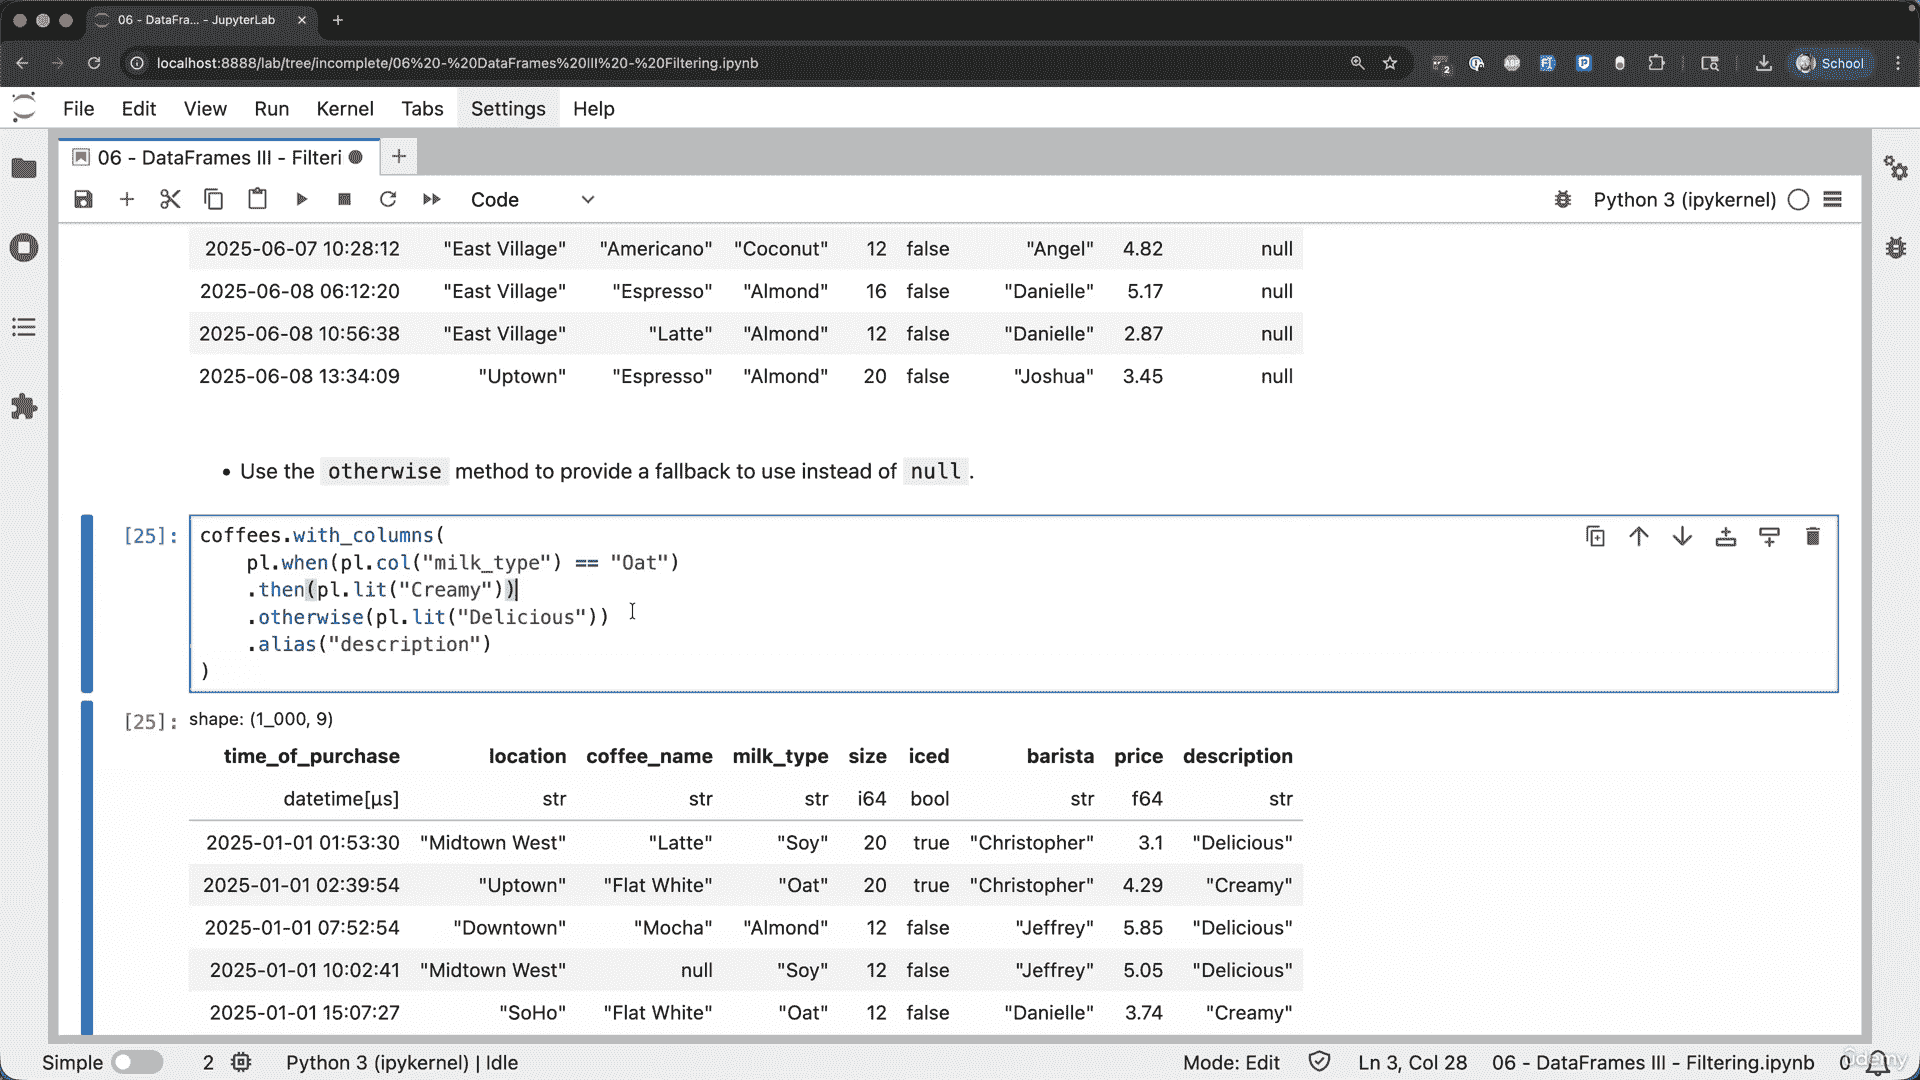 06 - DataFra... - JupyterLab
localhost:8888/lab/tree/incomplete/06%20-%20DataFrames%20III%20-%20Filtering.ipynb
2
ABP
School
File Edit View Run Kernel Tabs Settings Help
06 - DataFrames III - Filteri
Code
Python 3 (ipykernel)
2025-06-07 10:28:12 "East Village" "Americano" "Coconut" 12 false "Angel" 4.82 null
2025-06-08 06:12:20 "East Village" "Espresso" "Almond" 16 false "Danielle" 5.17 null
2025-06-08 10:56:38 "East Village" "Latte" "Almond" 12 false "Danielle" 2.87 null
2025-06-08 13:34:09 "Uptown" "Espresso" "Almond" 20 false "Joshua" 3.45 null
• Use the otherwise method to provide a fallback to use instead of null.
[25]: coffees.with_columns(
pl.when(pl.col("milk_type") == "Oat")
.then(pl.lit("Creamy"))
.otherwise(pl.lit("Delicious"))
.alias("description")
)
[25]: shape: (1_000, 9)
time_of_purchase location coffee_name milk_type size iced barista price description
datetime[μs] str str str i64 bool str f64 str
2025-01-01 01:53:30 "Midtown West" "Latte" "Soy" 20 true "Christopher" 3.1 "Delicious"
2025-01-01 02:39:54 "Uptown" "Flat White" "Oat" 20 true "Christopher" 4.29 "Creamy"
2025-01-01 07:52:54 "Downtown" "Mocha" "Almond" 12 false "Jeffrey" 5.85 "Delicious"
2025-01-01 10:02:41 "Midtown West" null "Soy" 12 false "Jeffrey" 5.05 "Delicious"
2025-01-01 15:07:27 "SoHo" "Flat White" "Oat" 12 false "Danielle" 3.74 "Creamy"
Simple 2 Python 3 (ipykernel) | Idle Mode: Edit Ln 3, Col 28 06 - DataFrames III - Filtering.ipynb 0
udemy